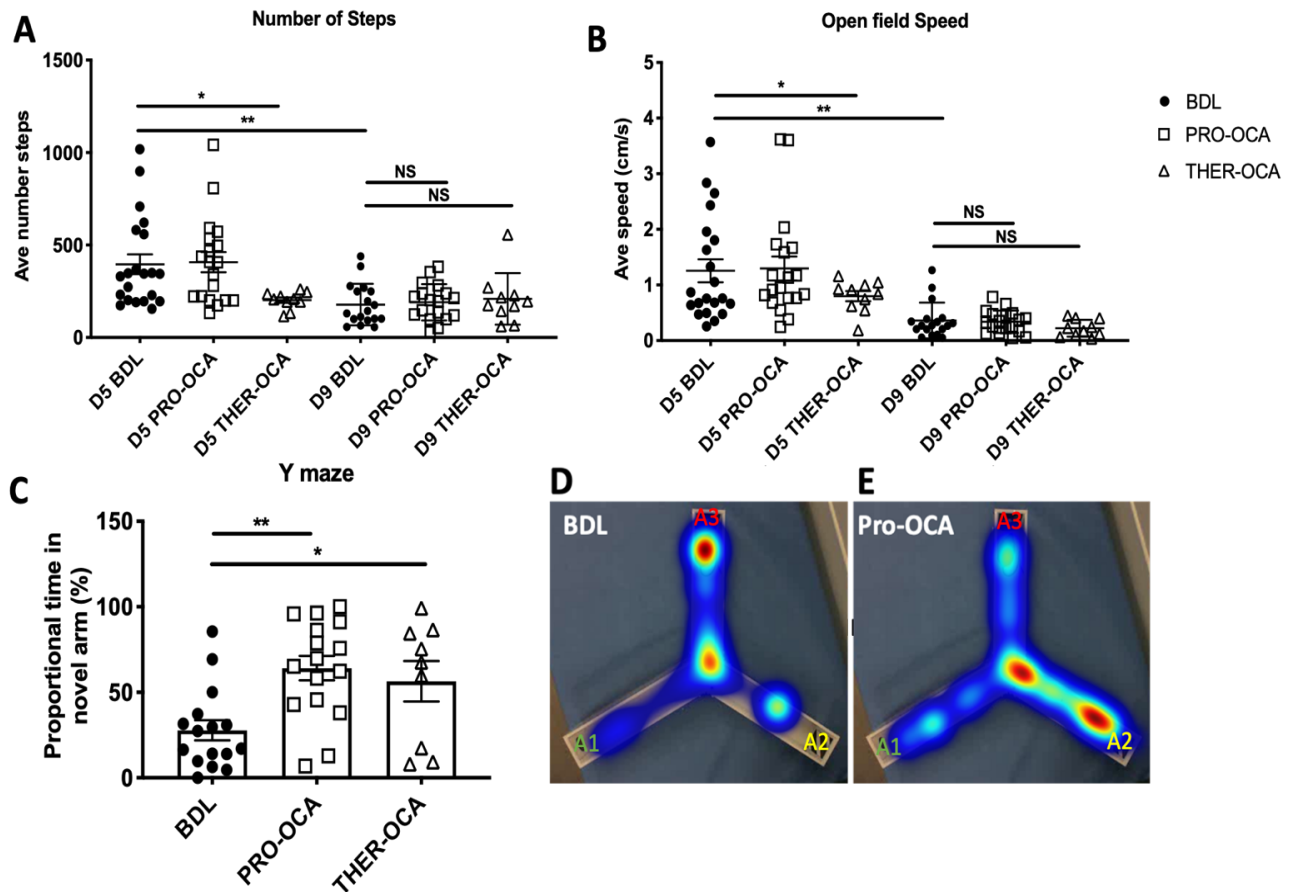 A
Number of Steps
1500
1000
500
0
Ave number steps
*
**
NS
NS
D5 BDL
D5 PRO-OCA
D5 THER-OCA
D9 BDL
D9 PRO-OCA
D9 THER-OCA
B
Open field Speed
5
4
3
2
1
0
Ave speed (cm/s)
*
**
NS
NS
D5 BDL
D5 PRO-OCA
D5 THER-OCA
D9 BDL
D9 PRO-OCA
D9 THER-OCA
BDL
PRO-OCA
THER-OCA
C
Y maze
150
100
50
0
Proportional time in
novel arm (%)
**
*
BDL
PRO-OCA
THER-OCA
D
BDL
A3
A1
A2
E
Pro-OCA
A3
A1
A2